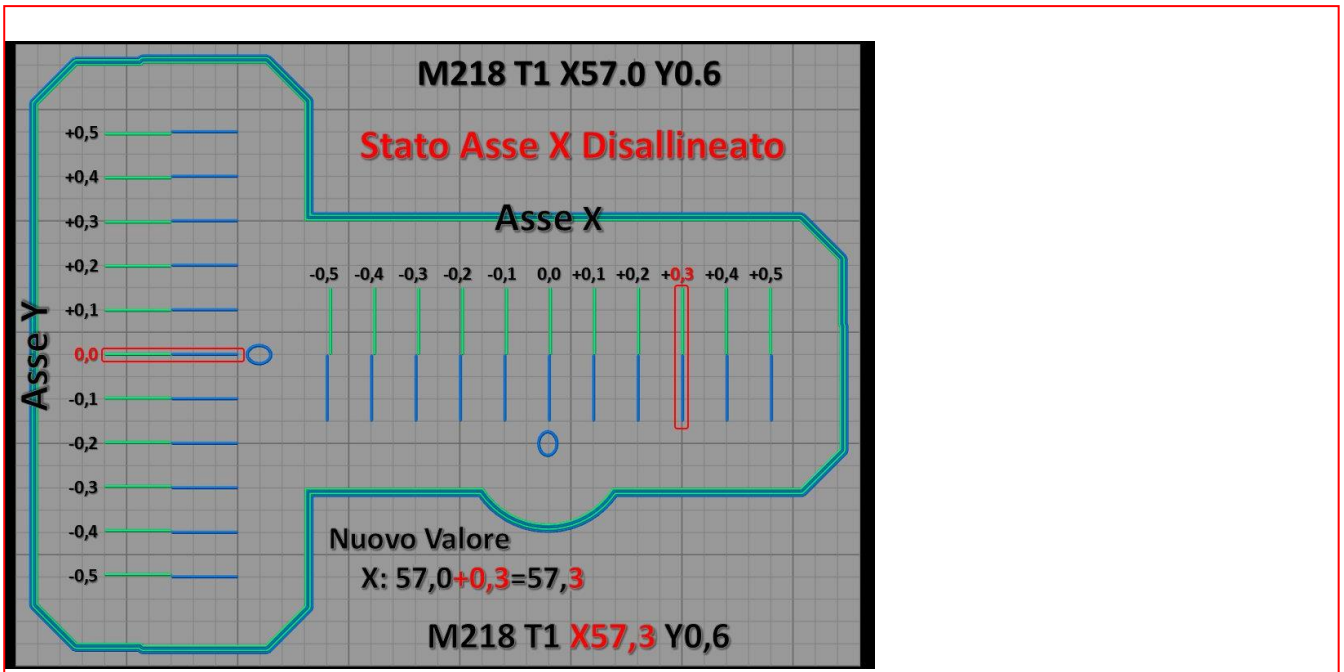 M218 T1 X57.0 Y0.6
Stato Asse X Disallineato
Asse X
-0,5 -0,4 -0,3 -0,2 -0,1 0,0 +0,1 +0,2 +0,3 +0,4 +0,5
Asse Y
+0,5
+0,4
+0,3
+0,2
+0,1
0,0
-0,1
-0,2
-0,3
-0,4
-0,5
Nuovo Valore
X: 57,0+0,3=57,3
M218 T1 X57,3 Y0,6